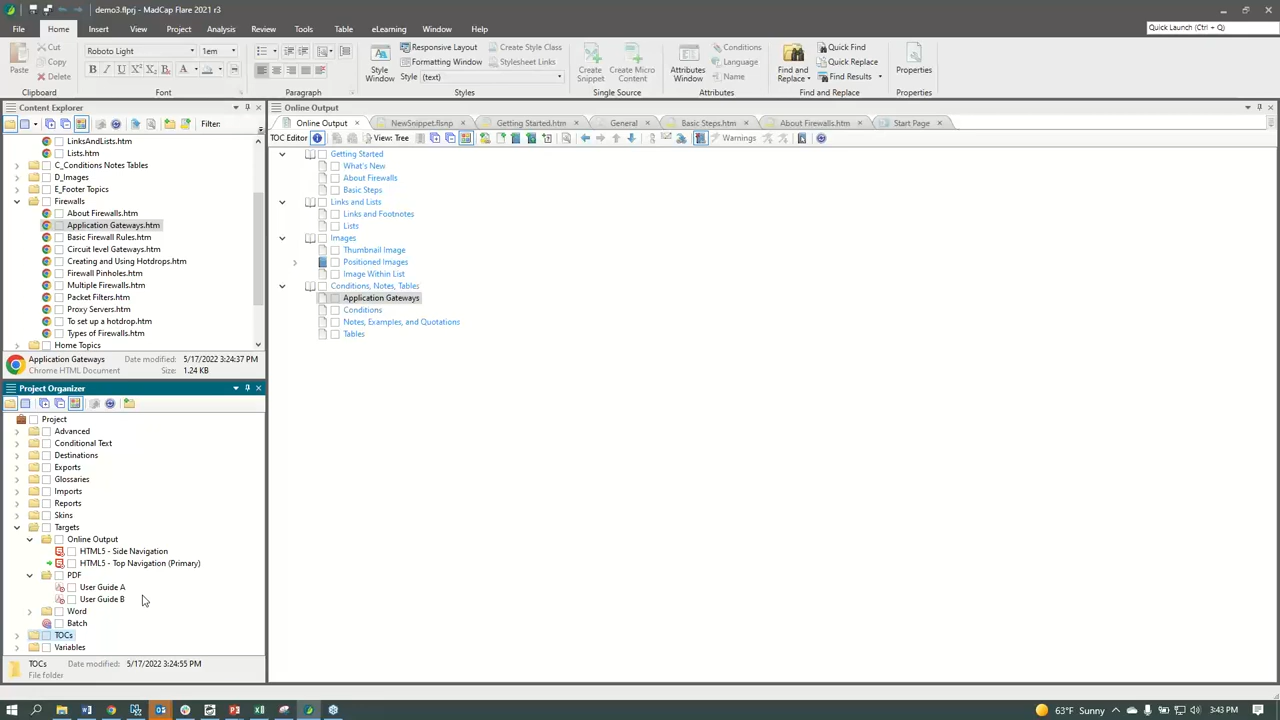 demo3.flprj - MadCap Flare 2021 r3
File Home Insert View Project Analysis Review Tools Table eLearning Window Help
Quick Launch (Ctrl + Q)
Paste
Cut
Copy
Delete
Clipboard
Roboto Light 1em
B I U X₂ X² A
Font
Paragraph
Style Window
Responsive Layout
Formatting Window
Style (text)
Create Style Class
Stylesheet Links
Styles
Create Snippet
Create Micro Content
Single Source
Attributes Window
Conditions
Language
Name
Attributes
Find and Replace
Quick Find
Quick Replace
Find Results
Find and Replace
Properties
Properties
Content Explorer
Filter:
LinksAndLists.htm
Lists.htm
C_Conditions Notes Tables
D_Images
E_Footer Topics
Firewalls
About Firewalls.htm
Application Gateways.htm
Basic Firewall Rules.htm
Circuit level Gateways.htm
Creating and Using Hotdrops.htm
Firewall Pinholes.htm
Multiple Firewalls.htm
Packet Filters.htm
Proxy Servers.htm
To set up a hotdrop.htm
Types of Firewalls.htm
Home Topics
Application Gateways Date modified: 5/17/2022 3:24:37 PM
Chrome HTML Document Size: 1.24 KB
Project Organizer
Project
Advanced
Conditional Text
Destinations
Exports
Glossaries
Imports
Reports
Skins
Targets
Online Output
HTML5 - Side Navigation
HTML5 - Top Navigation (Primary)
PDF
User Guide A
User Guide B
Word
Batch
TOCs
Variables
TOCs Date modified: 5/17/2022 3:24:55 PM
File folder
Online Output
Online Output NewSnippet.flsnp Getting Started.htm General Basic Steps.htm About Firewalls.htm Start Page
TOC Editor View: Tree Warnings
Getting Started
What's New
About Firewalls
Basic Steps
Links and Lists
Links and Footnotes
Lists
Images
Thumbnail Image
Positioned Images
Image Within List
Conditions, Notes, Tables
Application Gateways
Conditions
Notes, Examples, and Quotations
Tables
63°F Sunny 3:43 PM